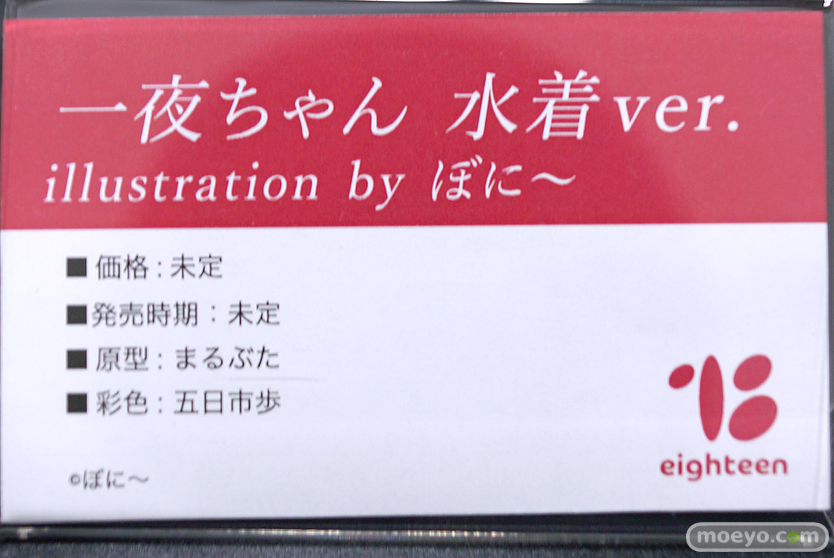 一夜ちゃん 水着ver.
illustration by ぼに～
■価格:未定
■発売時期:未定
■原型:まるぶた
■彩色:五日市歩
©ぼに～
eighteen
moeyo.com